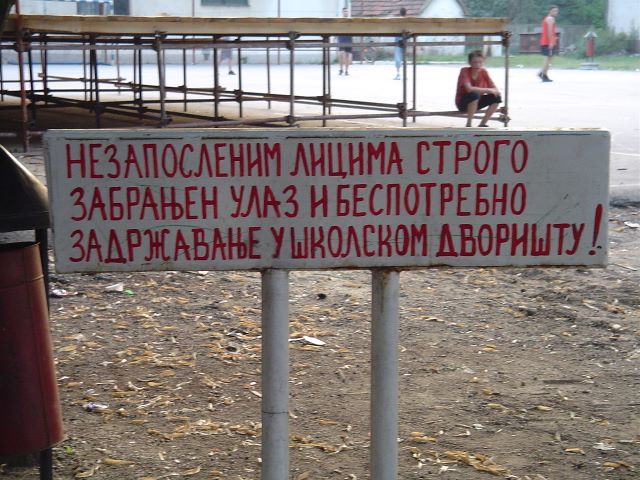 НЕЗАПОСЛЕНИМ ЛИЦИМА СТРОГО
ЗАБРАЊЕН УЛАЗ И БЕСПОТРЕБНО
ЗАДРЖАВАЊЕ У ШКОЛСКОМ ДВОРИШТУ!